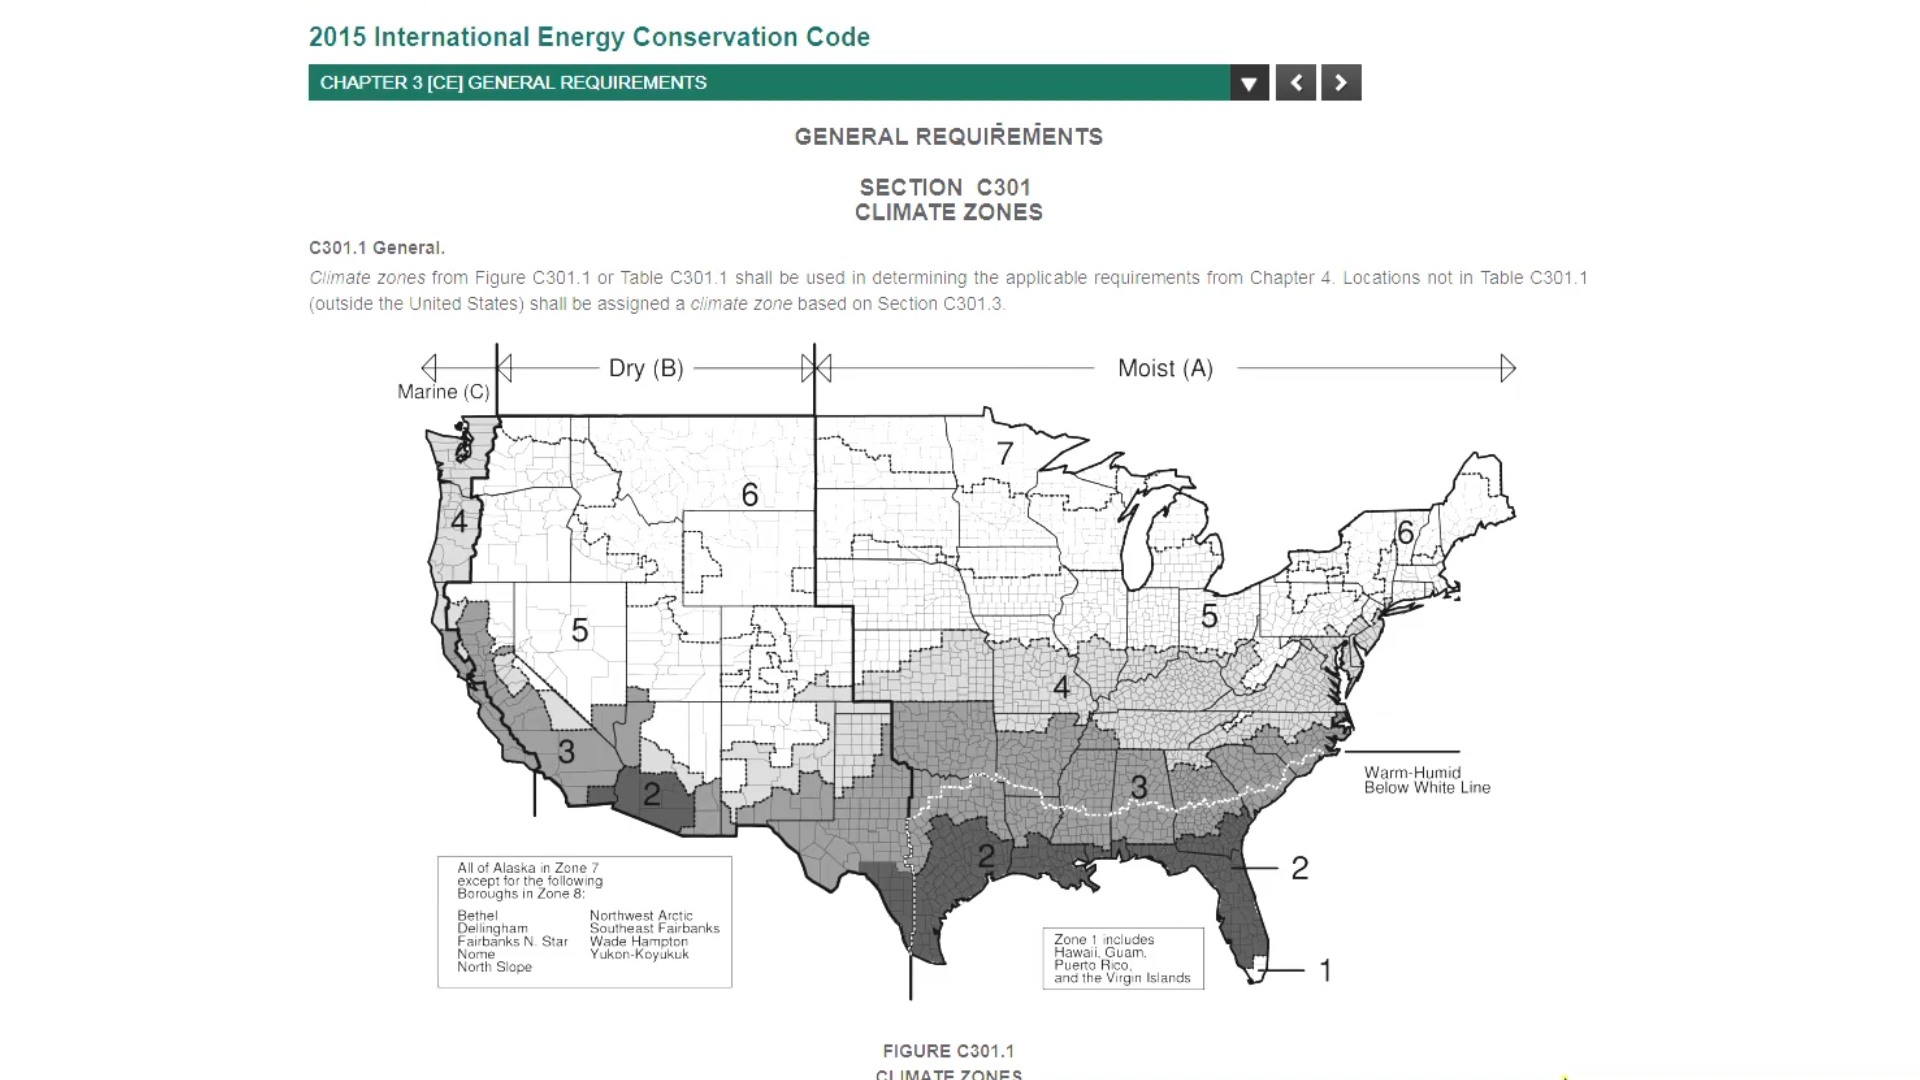 2015 International Energy Conservation Code
CHAPTER 3 [CE] GENERAL REQUIREMENTS
GENERAL REQUIREMENTS
SECTION C301
CLIMATE ZONES
C301.1 General.
Climate zones from Figure C301.1 or Table C301.1 shall be used in determining the applicable requirements from Chapter 4. Locations not in Table C301.1
(outside the United States) shall be assigned a climate zone based on Section C301.3.
Marine (C)
Dry (B)
Moist (A)
7
6
4
6
5
5
4
3
2
3
2
Warm-Humid
Below White Line
2
1
All of Alaska in Zone 7
except for the following
Boroughs in Zone 8:
Bethel
Dellingham
Fairbanks N. Star
Nome
North Slope
Northwest Arctic
Southeast Fairbanks
Wade Hampton
Yukon-Koyukuk
Zone 1 includes
Hawaii, Guam,
Puerto Rico,
and the Virgin Islands
FIGURE C301.1
CLIMATE ZONES